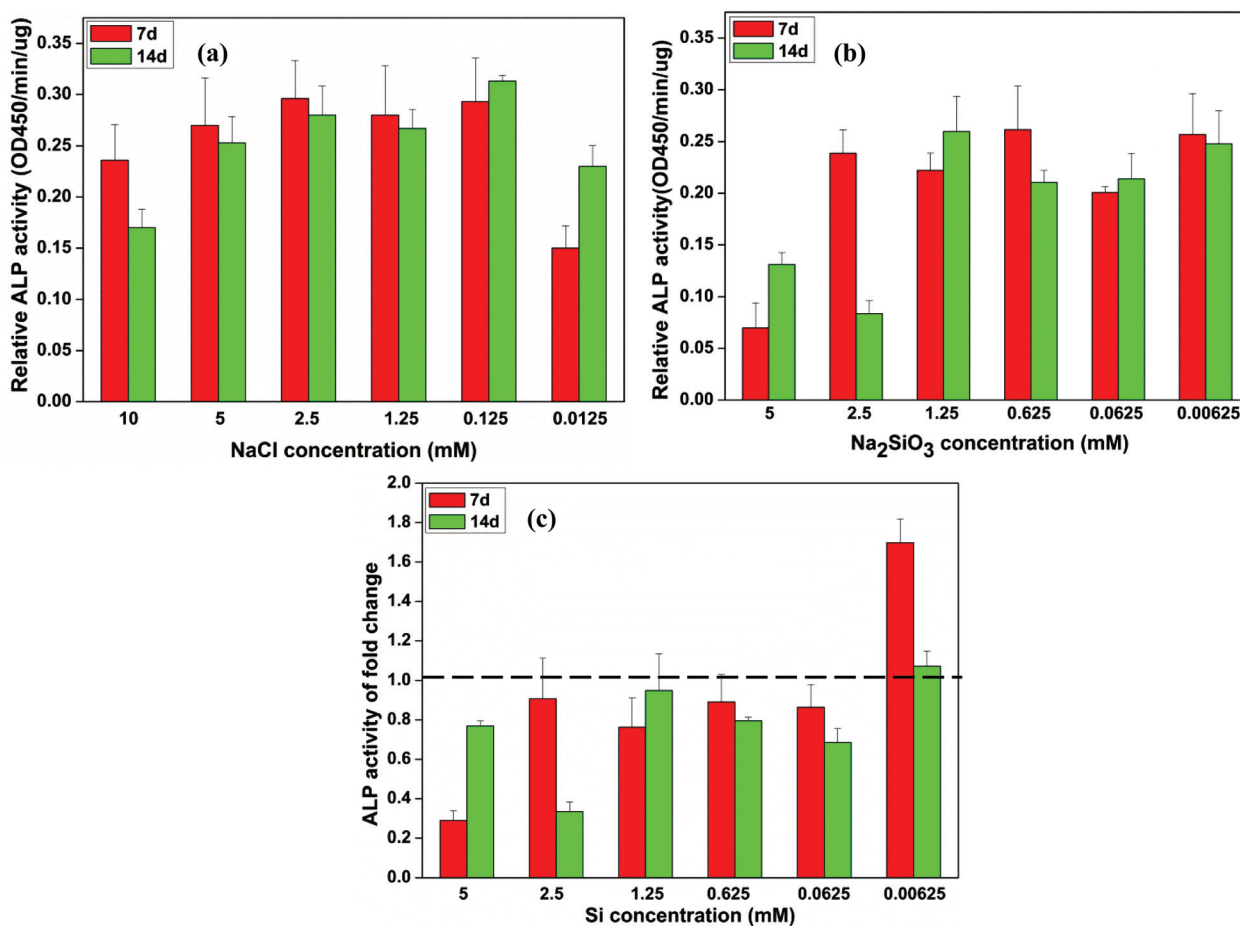 (a)
7d
14d
Relative ALP activity (OD450/min/ug)
0.35
0.30
0.25
0.20
0.15
0.10
0.05
0.00
10 5 2.5 1.25 0.125 0.0125
NaCl concentration (mM)
(b)
7d
14d
Relative ALP activity(OD450/min/ug)
0.35
0.30
0.25
0.20
0.15
0.10
0.05
0.00
5 2.5 1.25 0.625 0.0625 0.00625
Na2SiO3 concentration (mM)
(c)
7d
14d
ALP activity of fold change
2.0
1.8
1.6
1.4
1.2
1.0
0.8
0.6
0.4
0.2
0.0
5 2.5 1.25 0.625 0.0625 0.00625
Si concentration (mM)